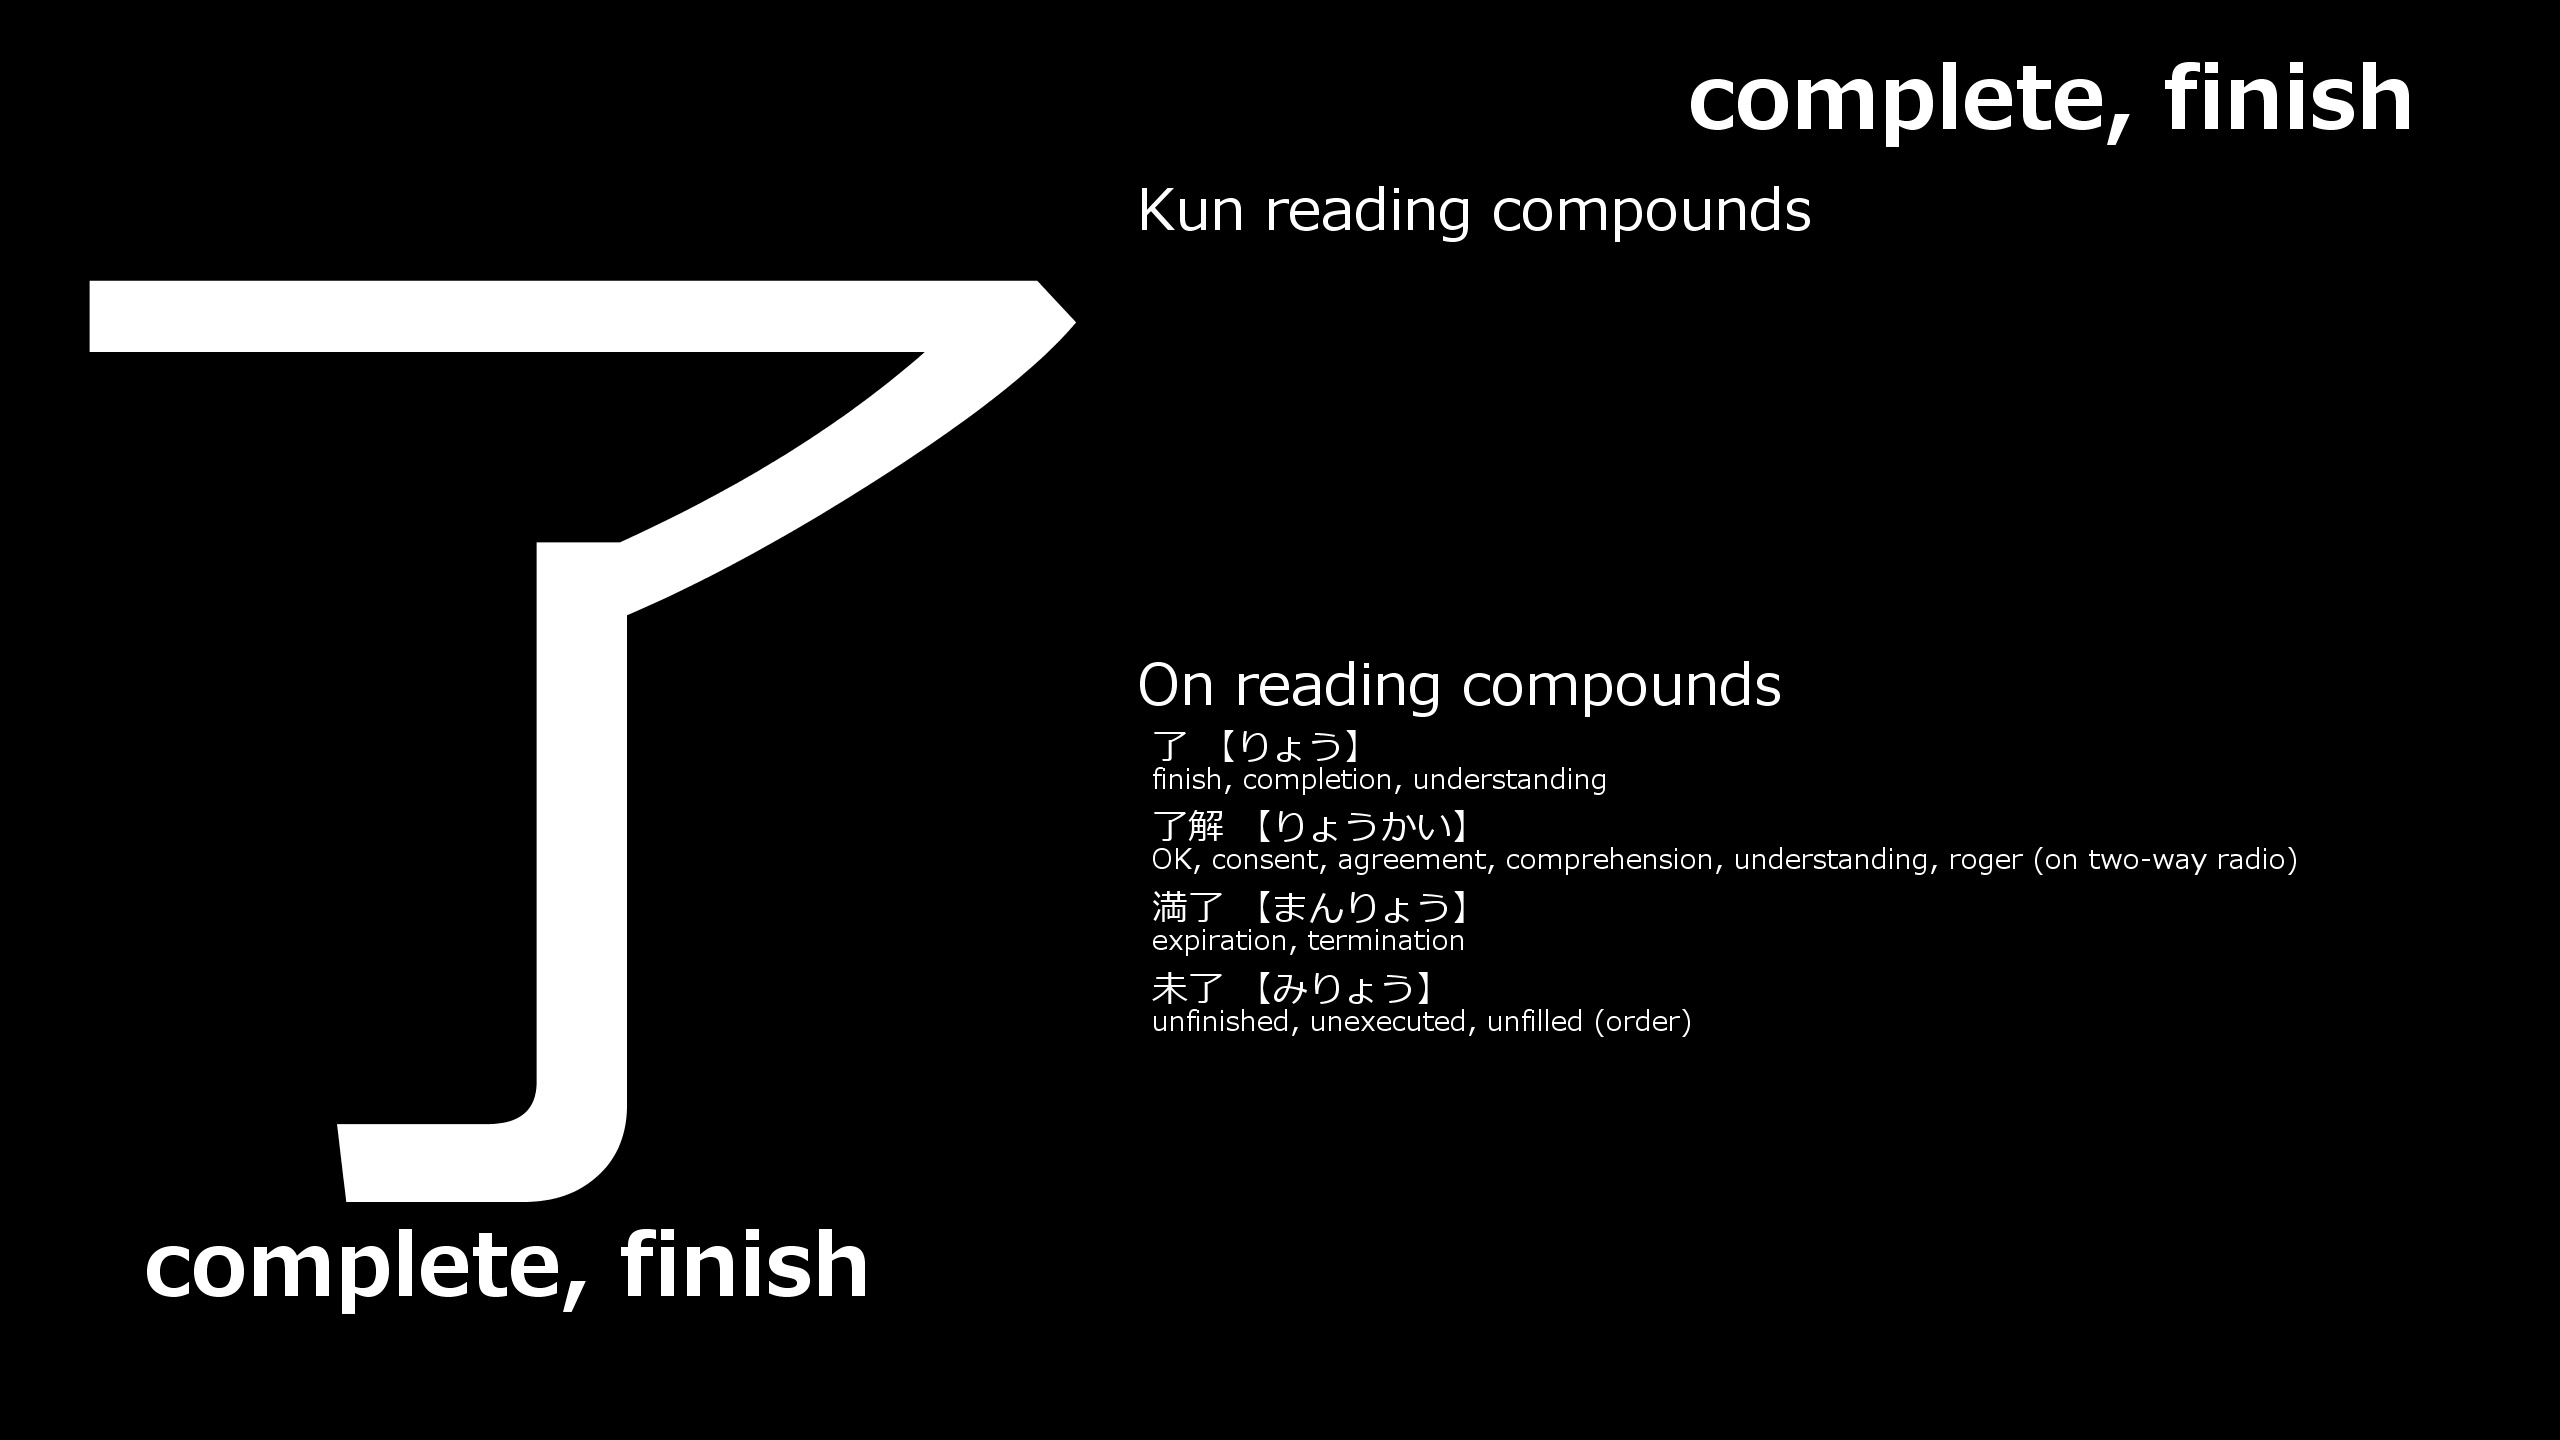 了
complete, finish
complete, finish
Kun reading compounds
On reading compounds
了 【りょう】
finish, completion, understanding
了解 【りょうかい】
OK, consent, agreement, comprehension, understanding, roger (on two-way radio)
満了 【まんりょう】
expiration, termination
未了 【みりょう】
unfinished, unexecuted, unfilled (order)